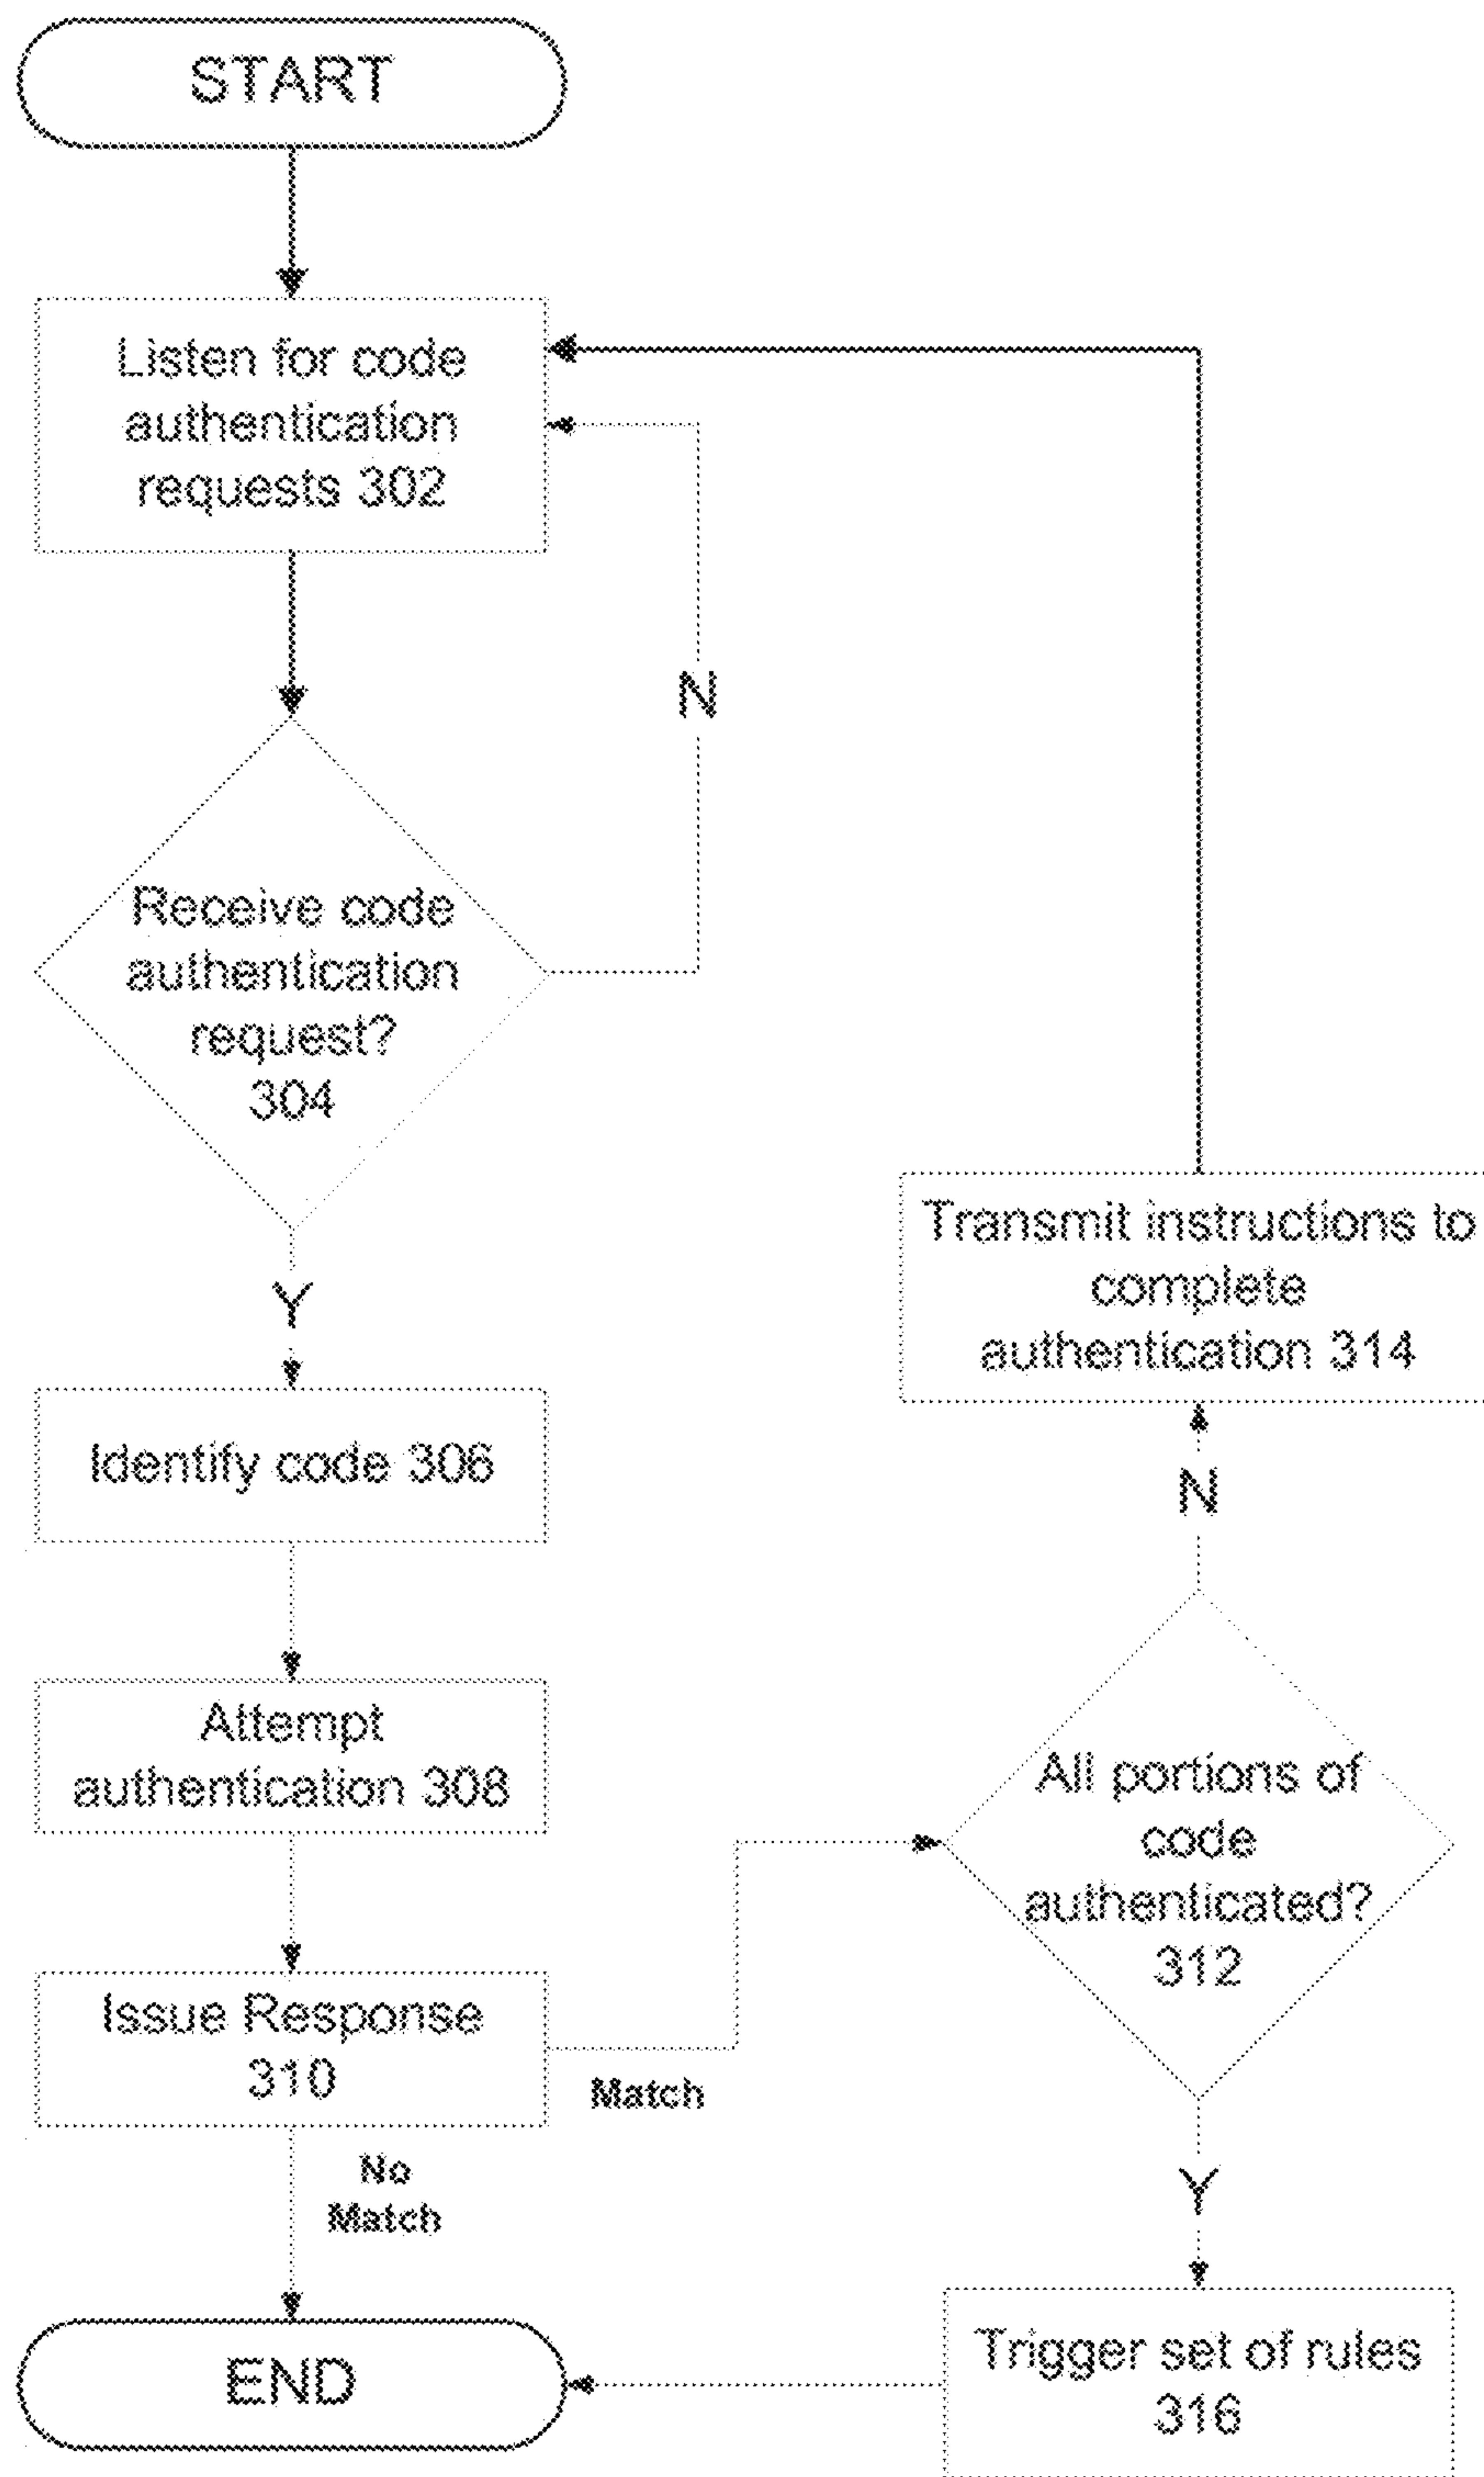 START
Listen for code
authentication
requests 302
N
Receive code
authentication
request?
304
Y
Identify code 306
Attempt
authentication 308
Issue Response
310
Match
No
Match
END
Transmit instructions to
complete
authentication 314
N
All portions of
code
authenticated?
312
Y
Trigger set of rules
316